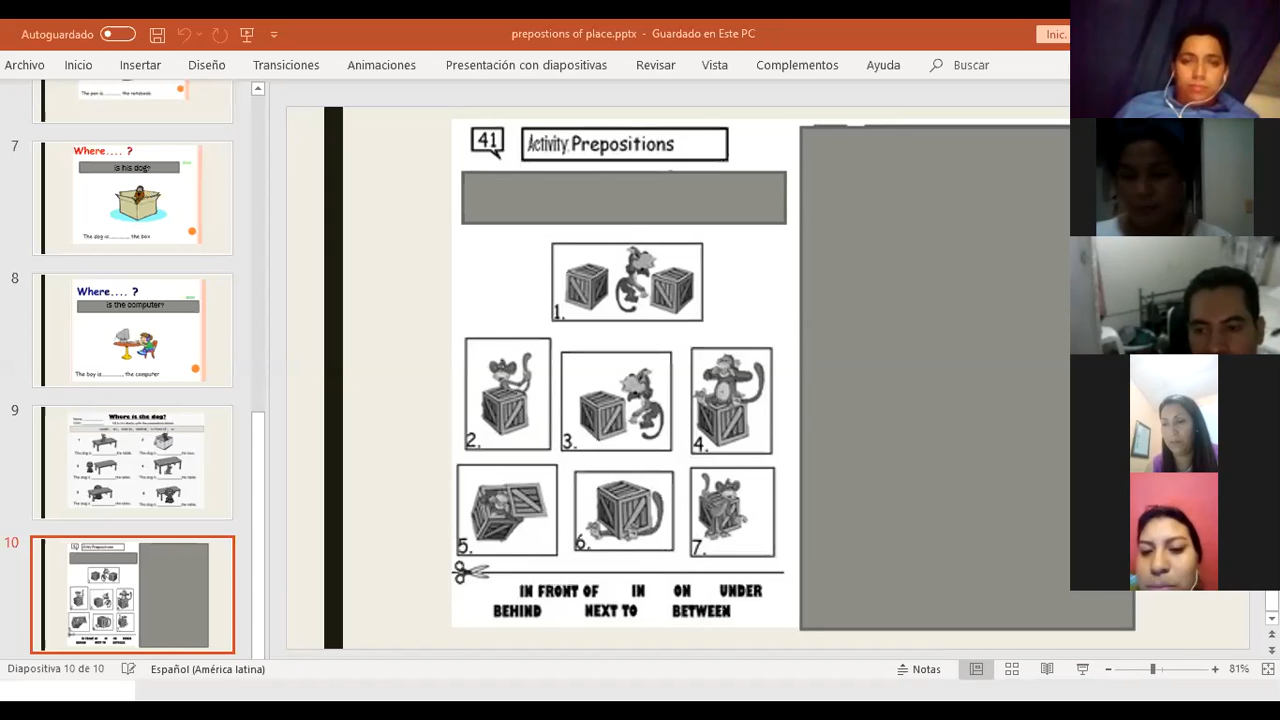 Autoguardado
prepostions of place.pptx - Guardado en Este PC
Inic.
Archivo Inicio Insertar Diseño Transiciones Animaciones Presentación con diapositivas Revisar Vista Complementos Ayuda Buscar
The pen is........ the notebook
7
Where.... ?
is his dog?
The dog is........ the box
8
Where.... ?
is the computer?
The boy is........ the computer
9
Where is the dog?
10
41
Activity: Prepositions
1.
2.
3.
4.
5.
6.
7.
IN FRONT OF IN ON UNDER
BEHIND NEXT TO BETWEEN
Diapositiva 10 de 10 Español (América latina) Notas 81%